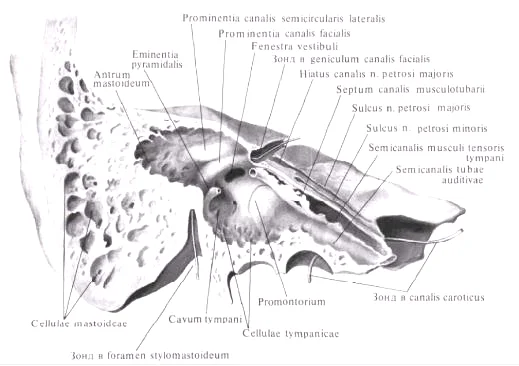 Prominentia canalis semicircularis lateralis
Prominentia canalis facialis
Fenestra vestibuli
Зонд в geniculum canalis facialis
Hiatus canalis n. petrosi majoris
Septum canalis musculotubarii
Sulcus n. petrosi majoris
Sulcus n. petrosi minoris
Semicanalis musculi tensoris
tympani
Semicanalis tubae
auditivae
Eminentia
pyramidalis
Antrum
mastoideum
Зонд в canalis caroticus
Promontorium
Cellulae mastoideae
Cavum tympani
Cellulae tympanicae
Зонд в foramen stylomastoideum